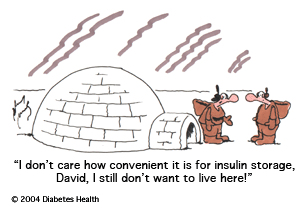 “I don’t care how convenient it is for insulin storage,
David, I still don’t want to live here!”
© 2004 Diabetes Health